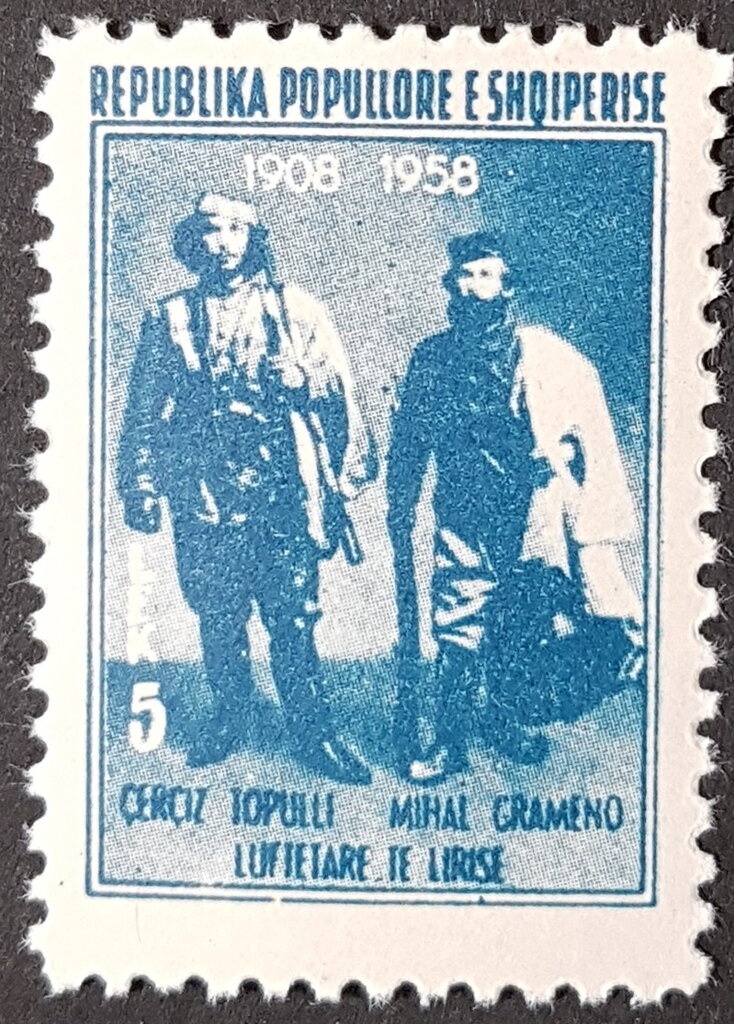 REPUBLIKA POPULLORE E SHQIPERISE
1908 1958
LEK
5
ÇERÇIZ TOPULLI MIHAL GRAMENO
LUFTETARE TE LIRISE